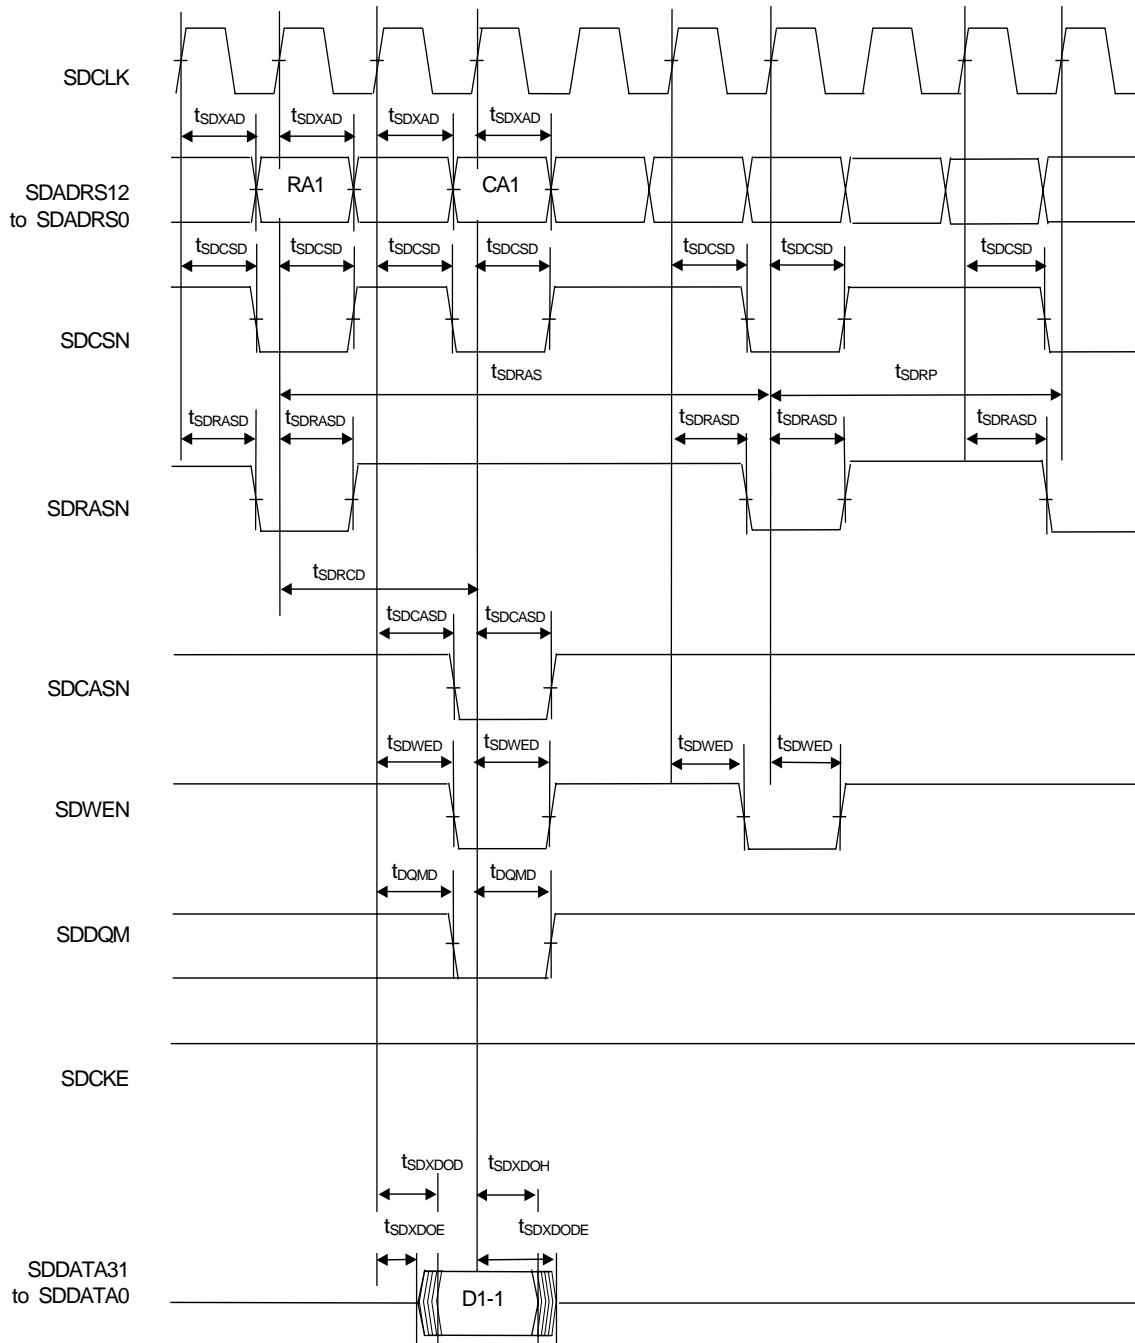 SDCLK
tSDXAD tSDXAD tSDXAD tSDXAD
SDADRS12
to SDADRS0
RA1 CA1
tSDCSD tSDCSD tSDCSD tSDCSD tSDCSD tSDCSD tSDCSD
SDCSN
tSDRAS tSDRP
tSDRASD tSDRASD tSDRASD tSDRASD tSDRASD
SDRASN
tSDRCD
tSDCASD tSDCASD
SDCASN
tSDWED tSDWED tSDWED tSDWED
SDWEN
tDQMD tDQMD
SDDQM
SDCKE
tSDXDOD tSDXDOH
tSDXDOE tSDXDODE
SDDATA31
to SDDATA0
D1-1